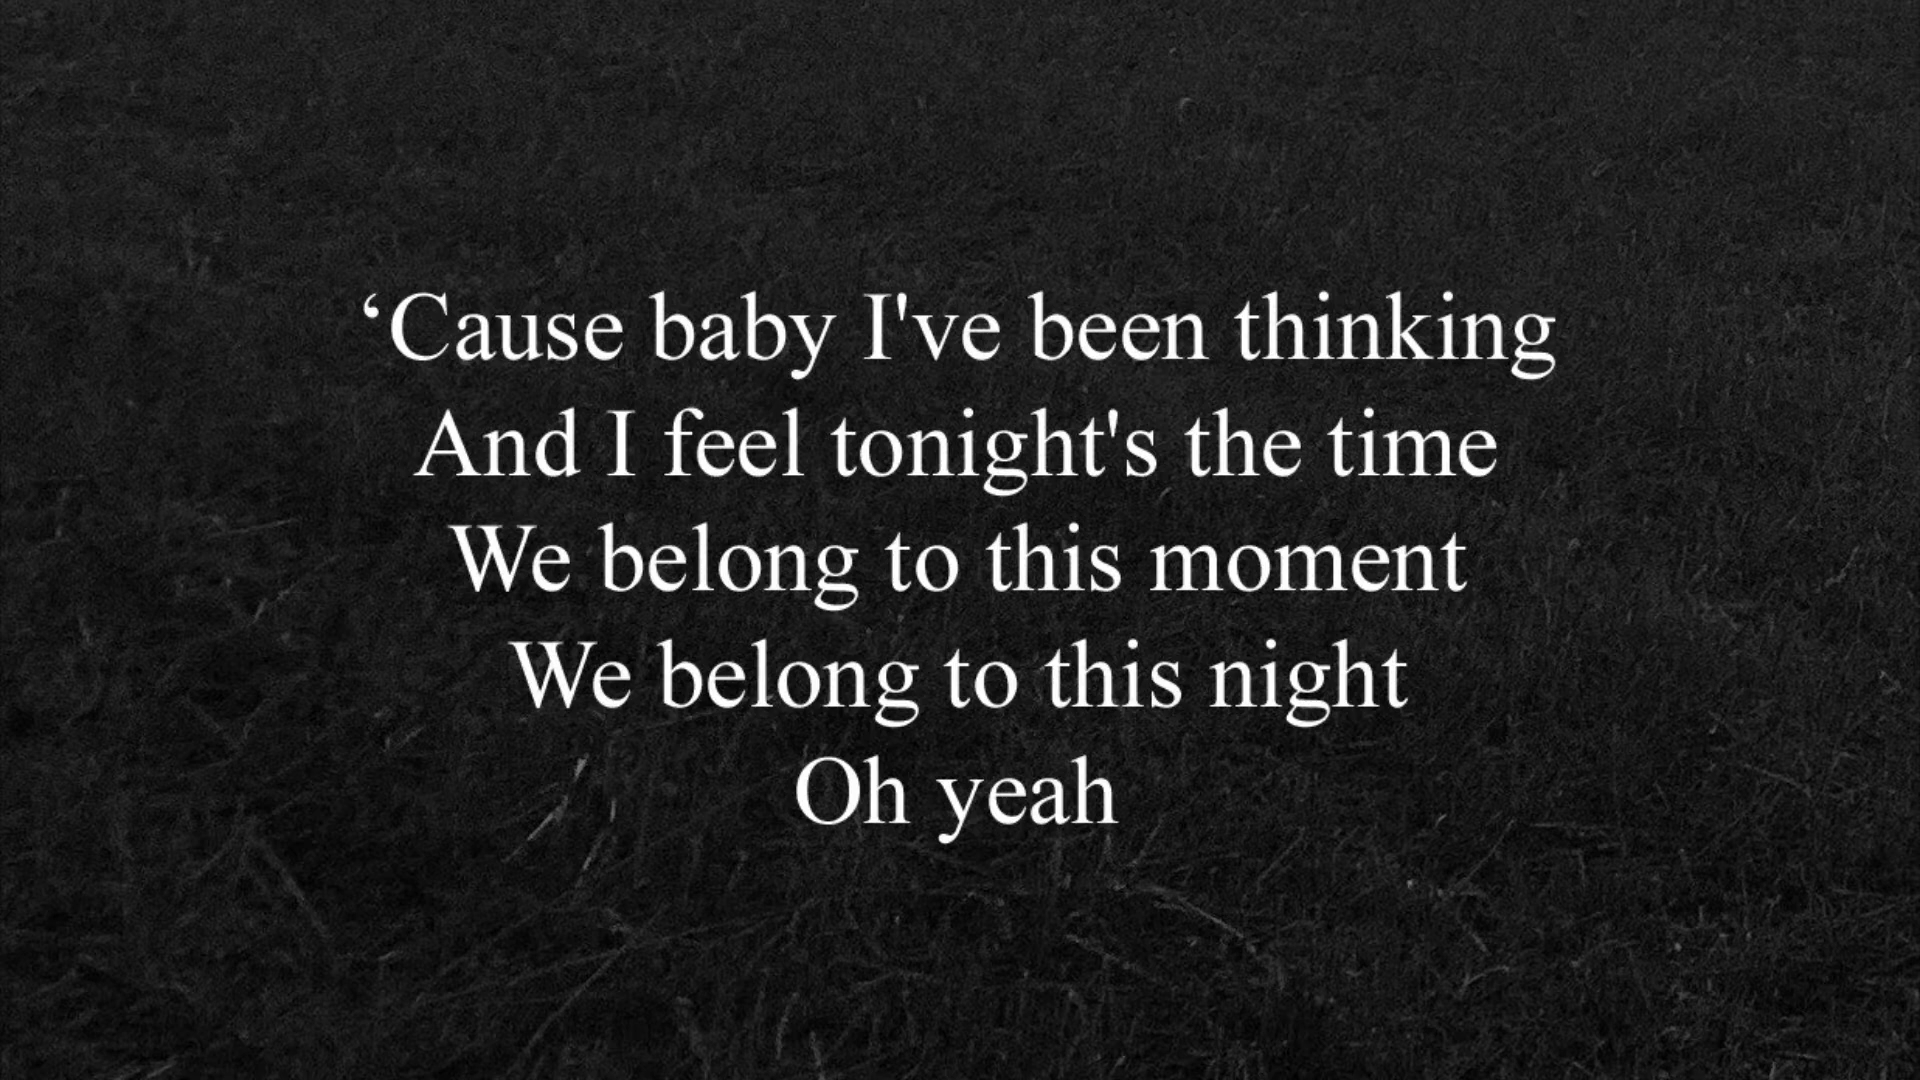 ‘Cause baby I've been thinking
And I feel tonight's the time
We belong to this moment
We belong to this night
Oh yeah